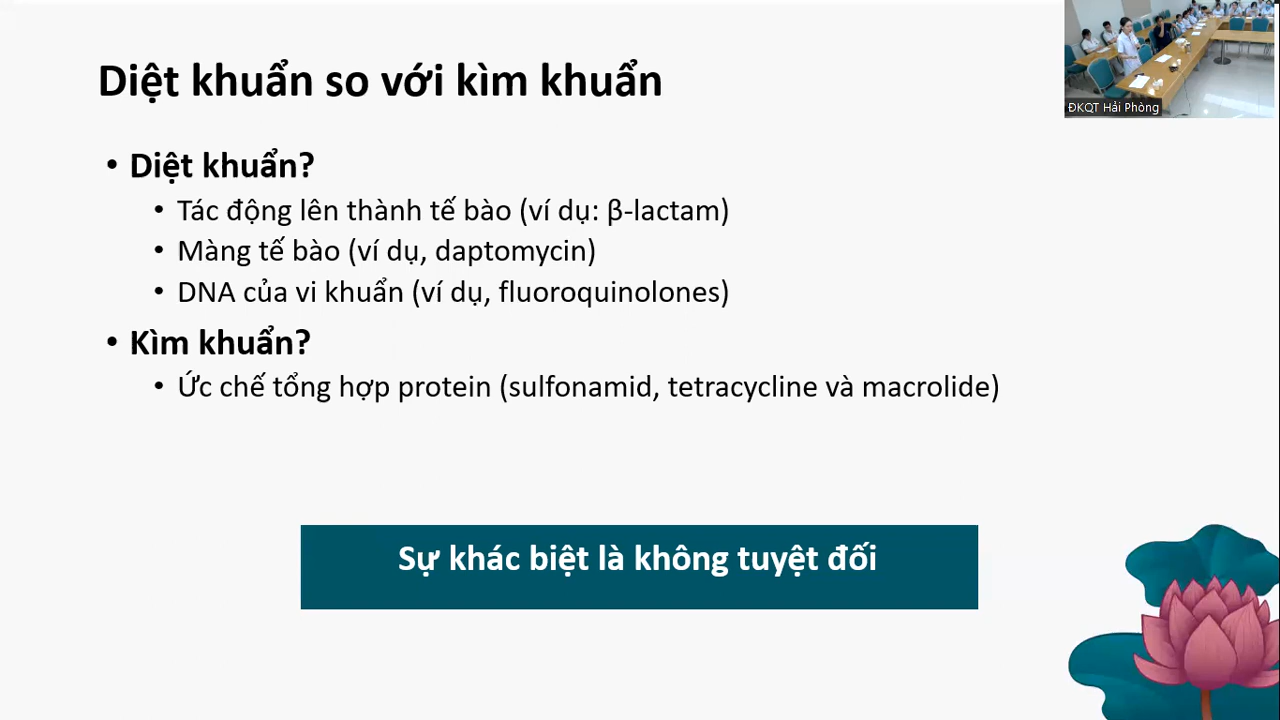 Diệt khuẩn so với kìm khuẩn
ĐKQT Hải Phòng
• Diệt khuẩn?
• Tác động lên thành tế bào (ví dụ: β-lactam)
• Màng tế bào (ví dụ, daptomycin)
• DNA của vi khuẩn (ví dụ, fluoroquinolones)
• Kìm khuẩn?
• Ức chế tổng hợp protein (sulfonamid, tetracycline và macrolide)
Sự khác biệt là không tuyệt đối